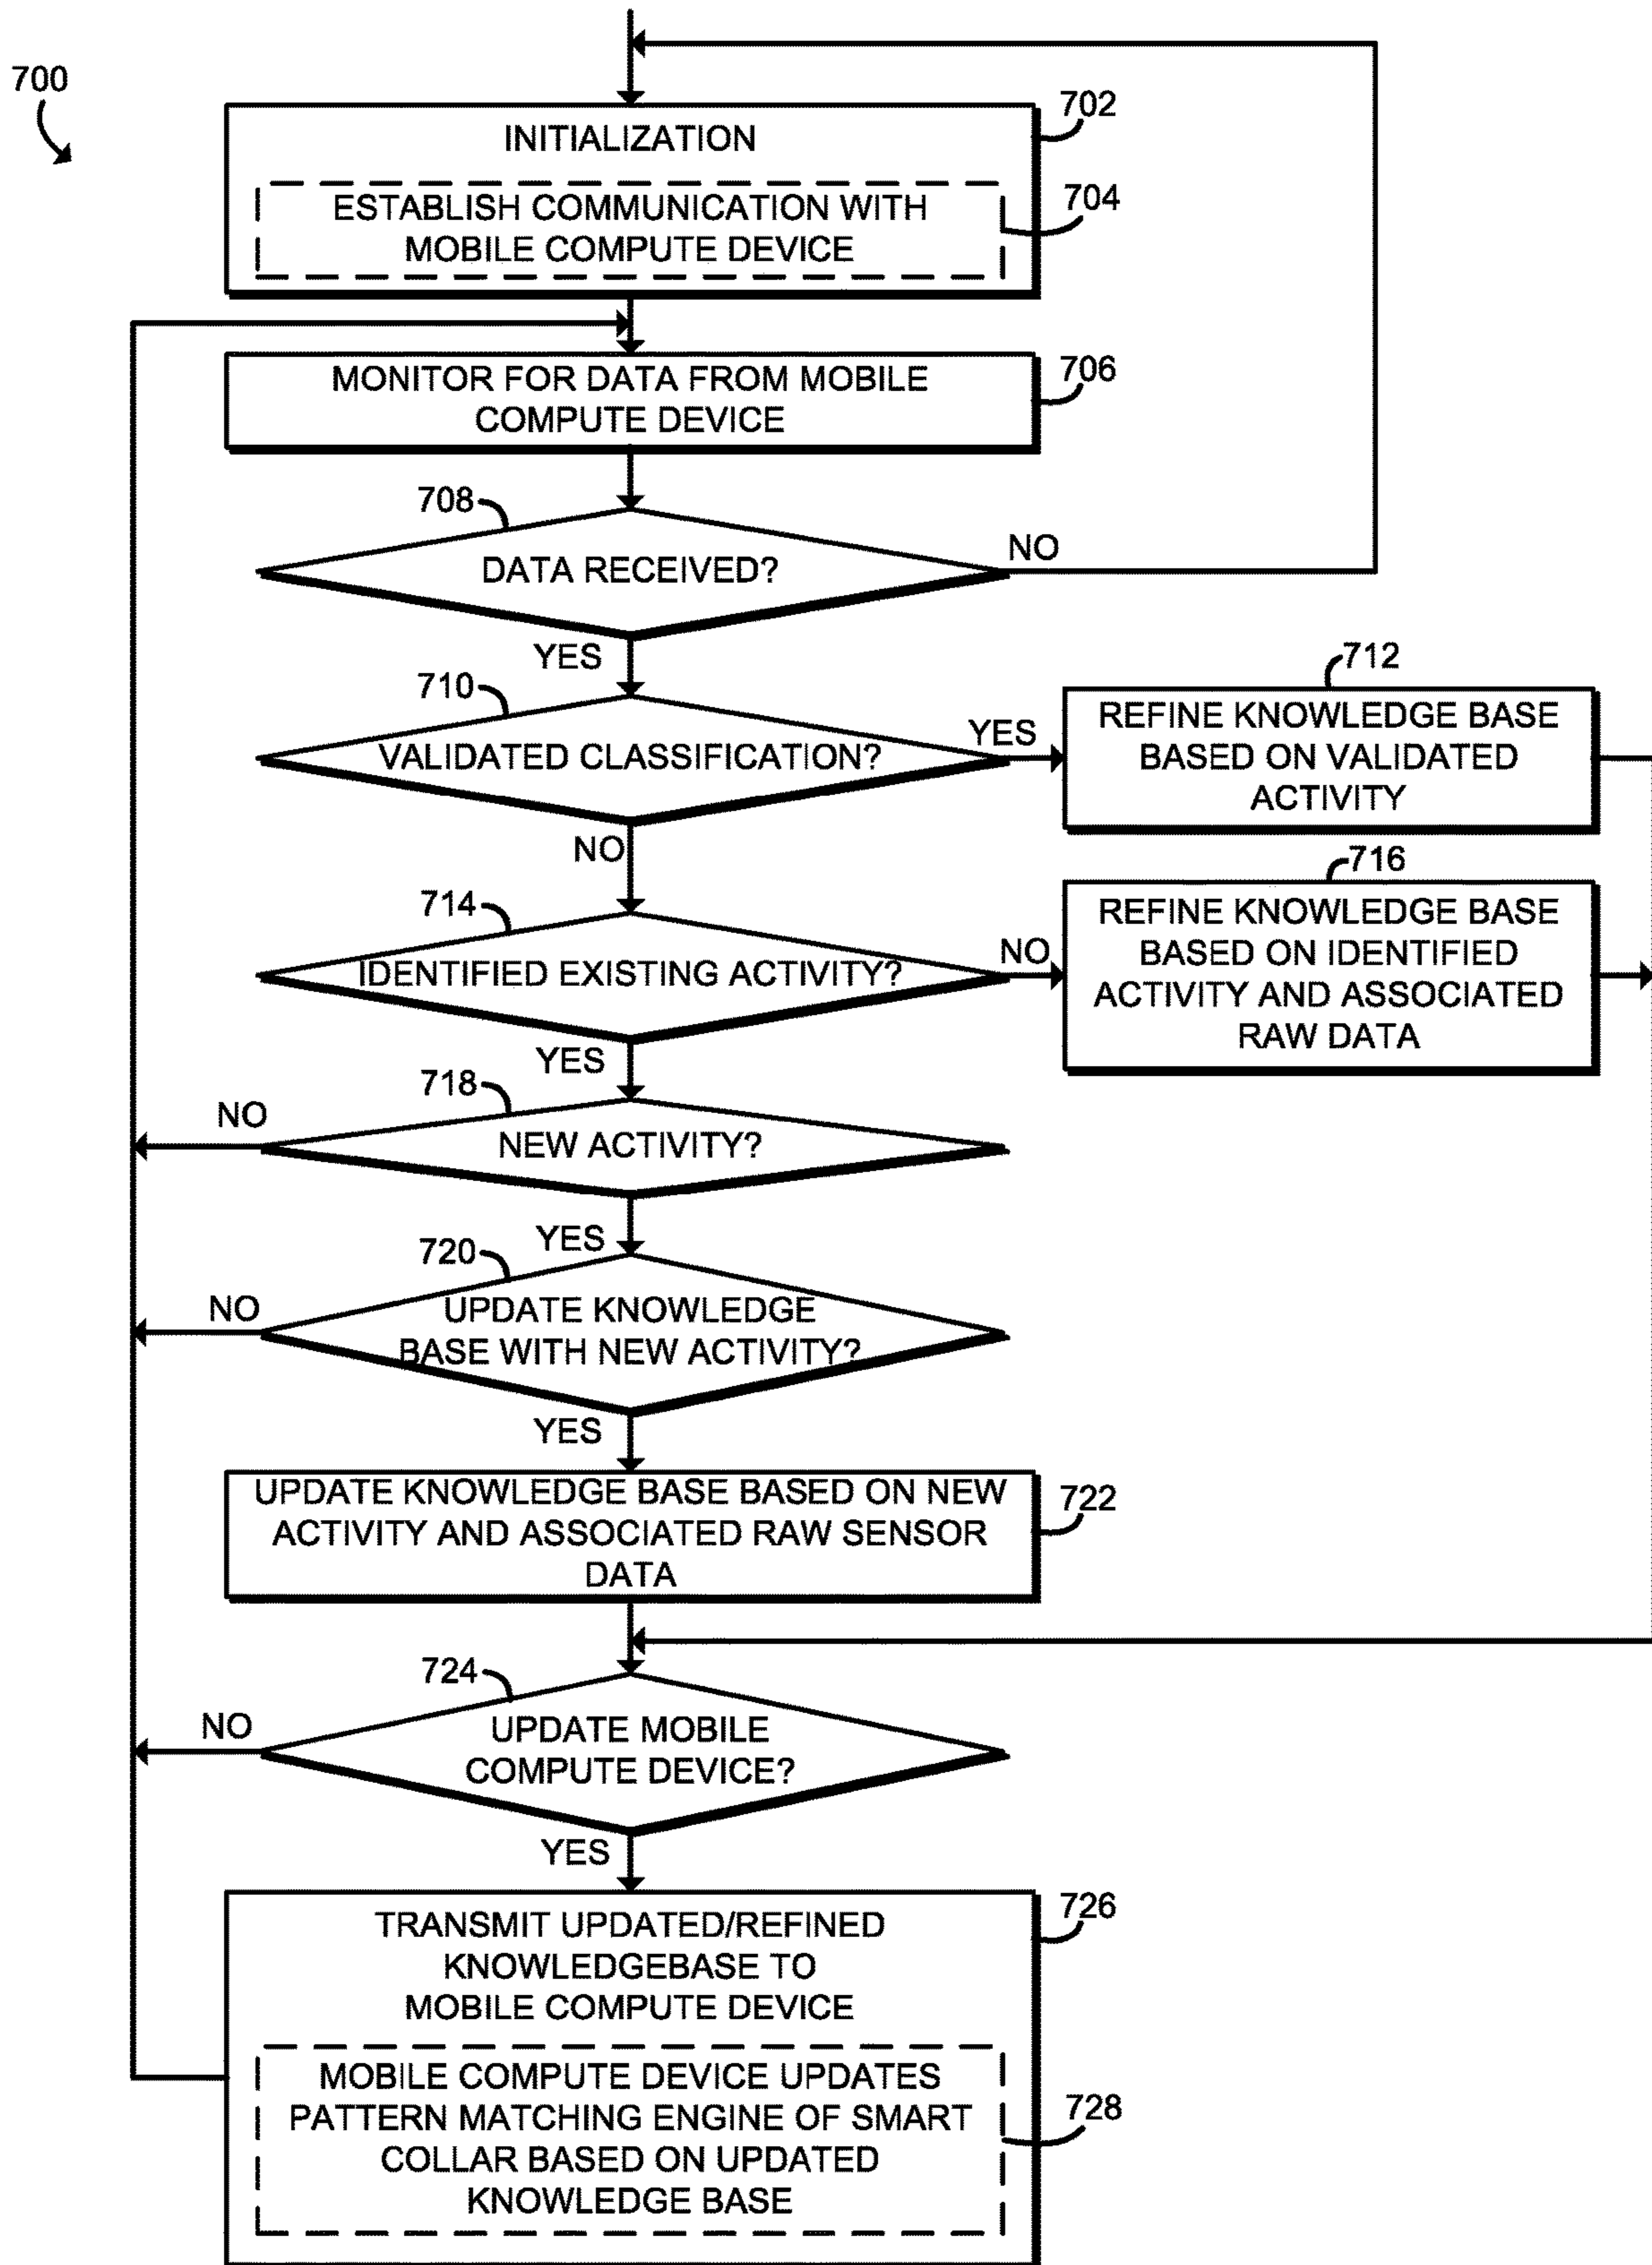 700
702
INITIALIZATION
704
ESTABLISH COMMUNICATION WITH
MOBILE COMPUTE DEVICE
706
MONITOR FOR DATA FROM MOBILE
COMPUTE DEVICE
708
DATA RECEIVED?
NO
YES
710
VALIDATED CLASSIFICATION?
YES
712
REFINE KNOWLEDGE BASE
BASED ON VALIDATED
ACTIVITY
NO
714
IDENTIFIED EXISTING ACTIVITY?
NO
716
REFINE KNOWLEDGE BASE
BASED ON IDENTIFIED
ACTIVITY AND ASSOCIATED
RAW DATA
YES
718
NO
NEW ACTIVITY?
YES
720
NO
UPDATE KNOWLEDGE
BASE WITH NEW ACTIVITY?
YES
UPDATE KNOWLEDGE BASE BASED ON NEW
ACTIVITY AND ASSOCIATED RAW SENSOR
DATA
722
724
NO
UPDATE MOBILE
COMPUTE DEVICE?
YES
726
TRANSMIT UPDATED/REFINED
KNOWLEDGEBASE TO
MOBILE COMPUTE DEVICE
MOBILE COMPUTE DEVICE UPDATES
PATTERN MATCHING ENGINE OF SMART
COLLAR BASED ON UPDATED
KNOWLEDGE BASE
728